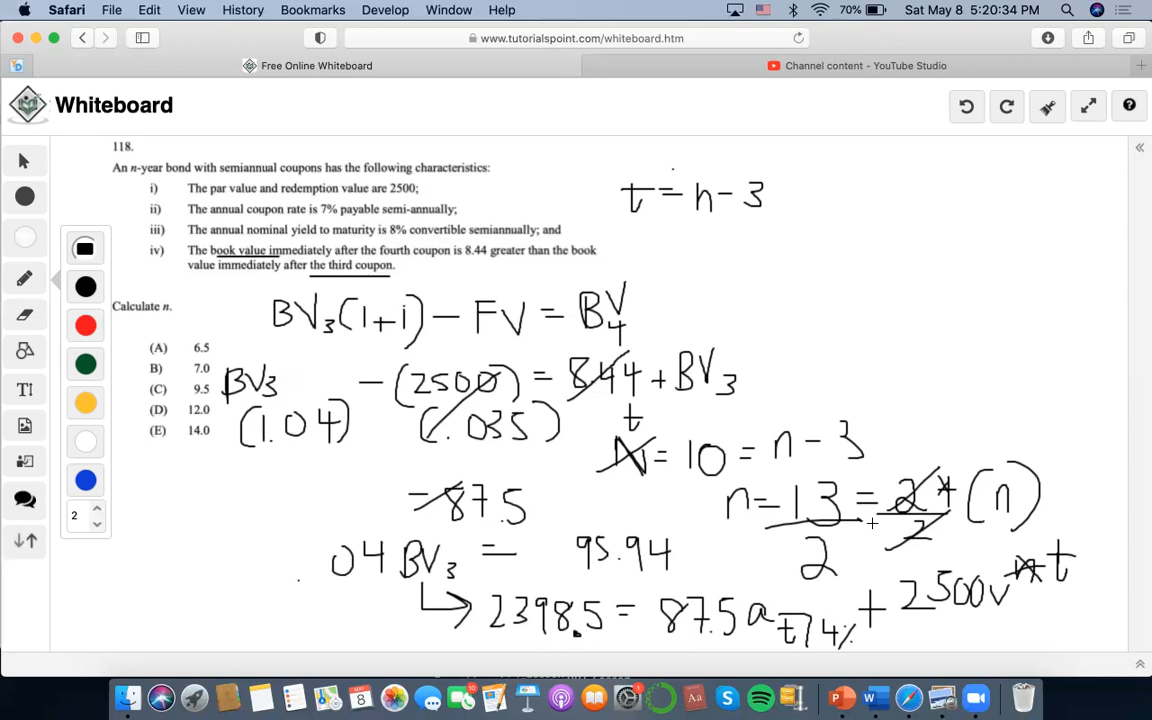 Safari File Edit View History Bookmarks Develop Window Help 70% Sat May 8 5:20:34 PM
www.tutorialspoint.com/whiteboard.htm
Free Online Whiteboard Channel content - YouTube Studio
Whiteboard
118.
An n-year bond with semiannual coupons has the following characteristics:
i) The par value and redemption value are 2500;
ii) The annual coupon rate is 7% payable semi-annually;
iii) The annual nominal yield to maturity is 8% convertible semiannually; and
iv) The book value immediately after the fourth coupon is 8.44 greater than the book
value immediately after the third coupon.
t = n - 3
Calculate n.
(A) 6.5
B) 7.0
(C) 9.5
(D) 12.0
(E) 14.0
BV3(1+i) - FV = BV4
BV3 - (2500) = 8.44 + BV3
(1.04) (.035) t
N = 10 = n - 3
- 87.5 n = 13 = 2 * (n)
2 2
04 BV3 = 95.94
2398.5 = 87.5 a t 4% + 2500v n t
T1
2